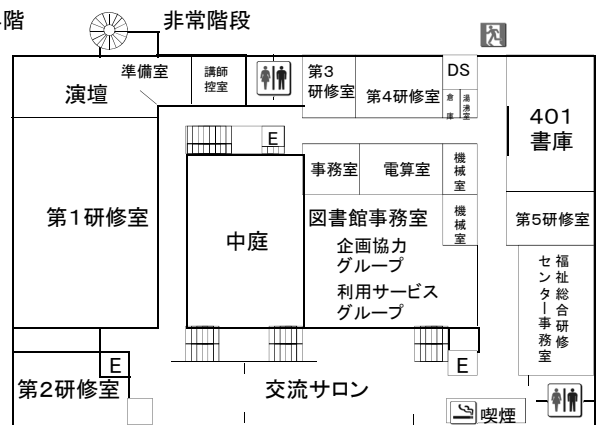 階
非常階段
準備室
演壇
講師
控室
第3
研修室
第4研修室
DS
倉庫
湯沸室
401
書庫
E
事務室
電算室
機械室
第1研修室
中庭
図書館事務室
企画協力
グループ
利用サービス
グループ
機械室
第5研修室
福祉総合研修
センター事務室
E
第2研修室
交流サロン
E
喫煙